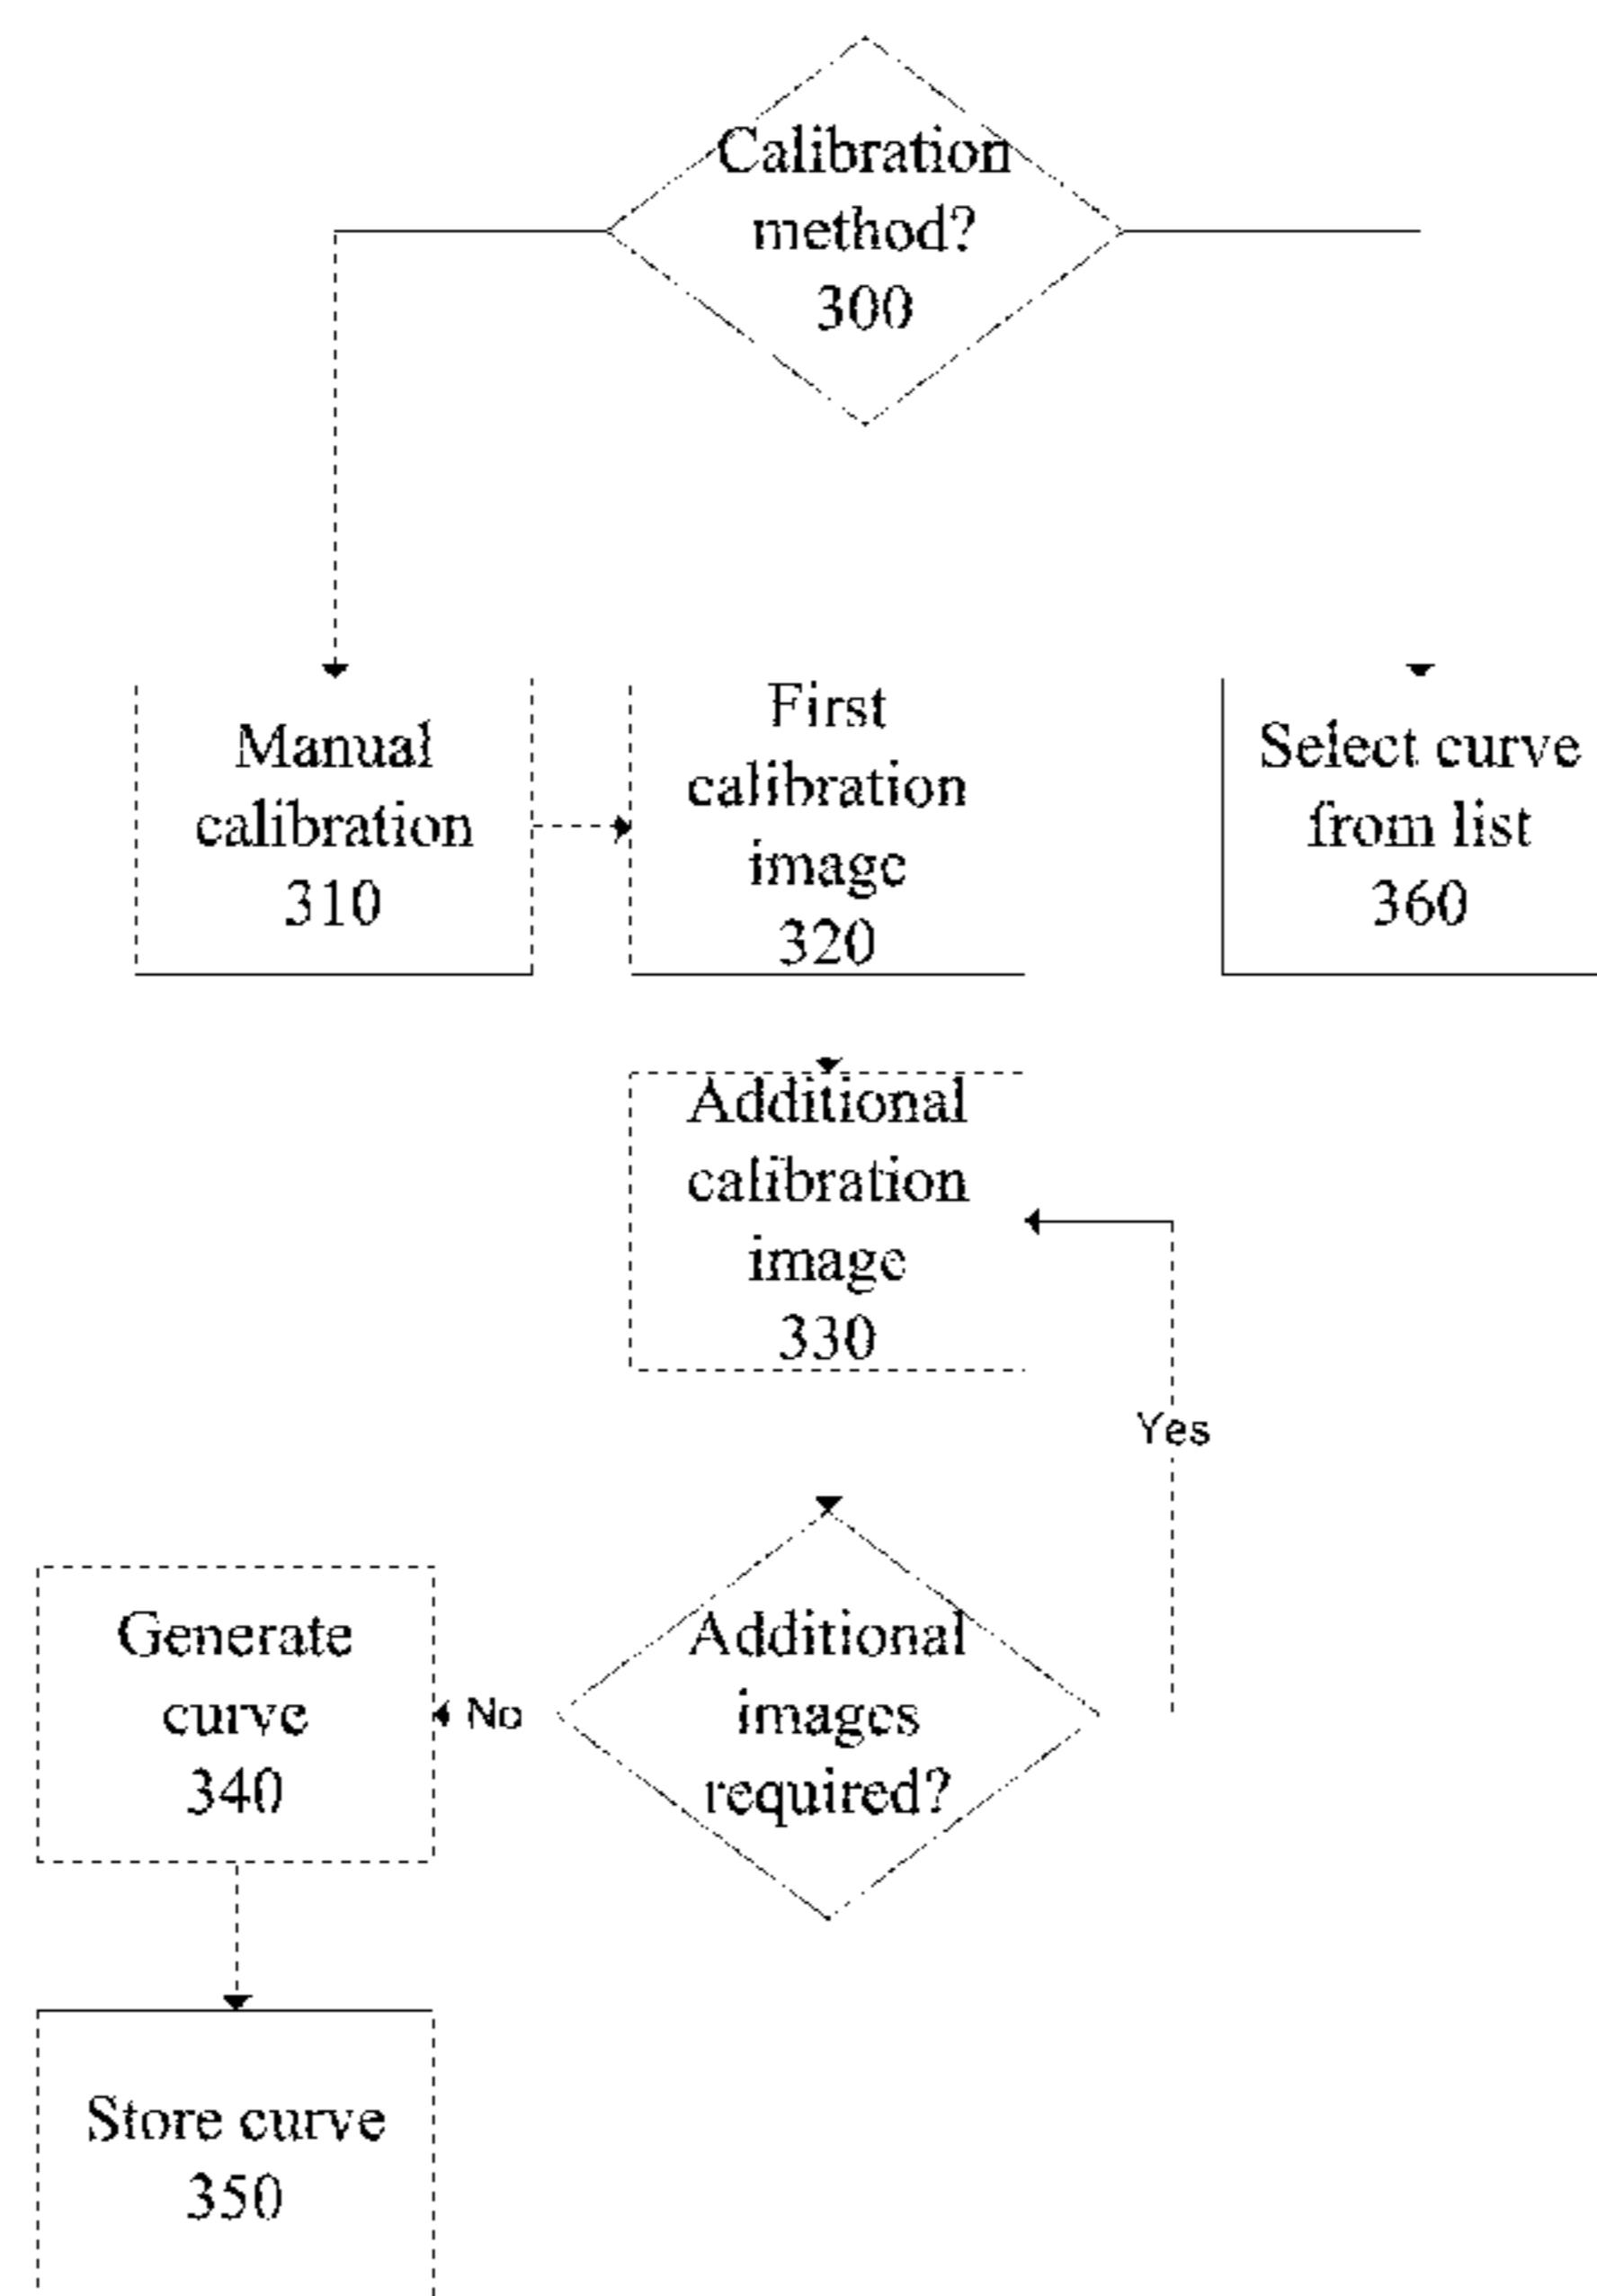 Calibration
method?
300
Manual
calibration
310
First
calibration
image
320
Select curve
from list
360
Additional
calibration
image
330
Yes
Generate
curve
340
No
Additional
images
required?
Store curve
350